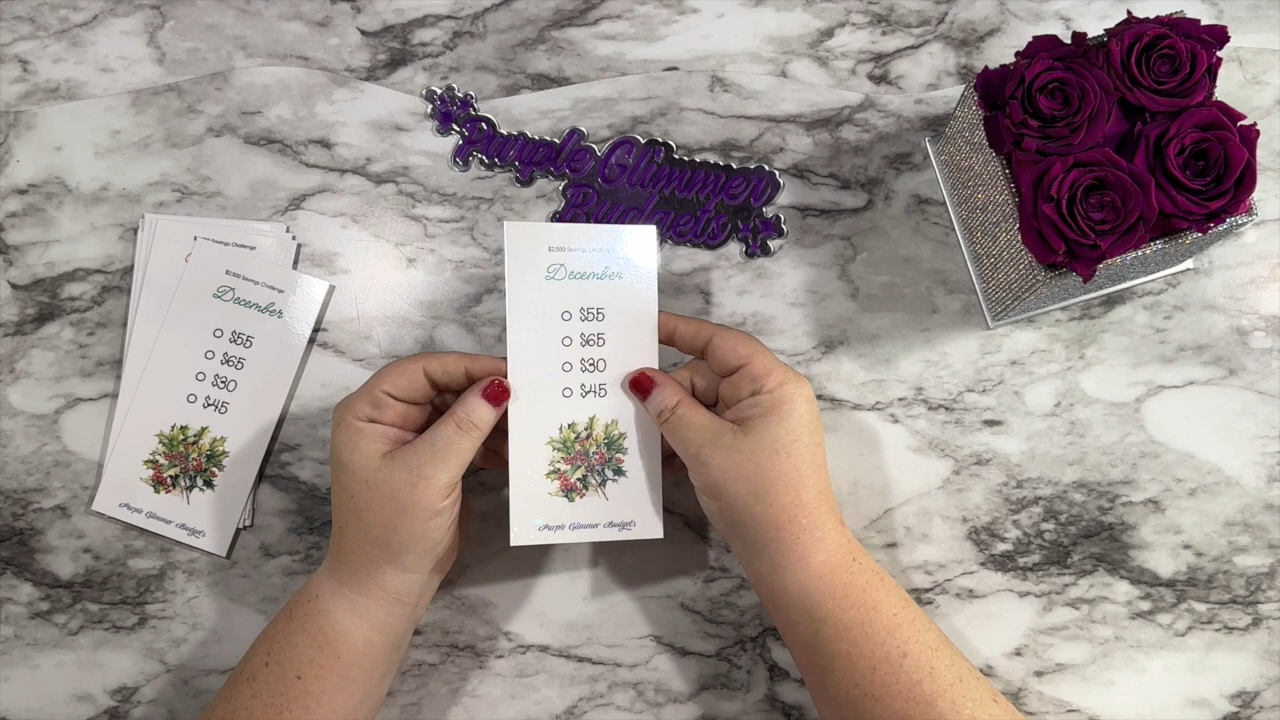 Purple Glimmer
Budgets
Savings Challenge
$2,500 Savings Challenge
December
$55
$65
$30
$45
Purple Glimmer Budgets
$2,500 Savings
December
$55
$65
$30
$45
Purple Glimmer Budgets